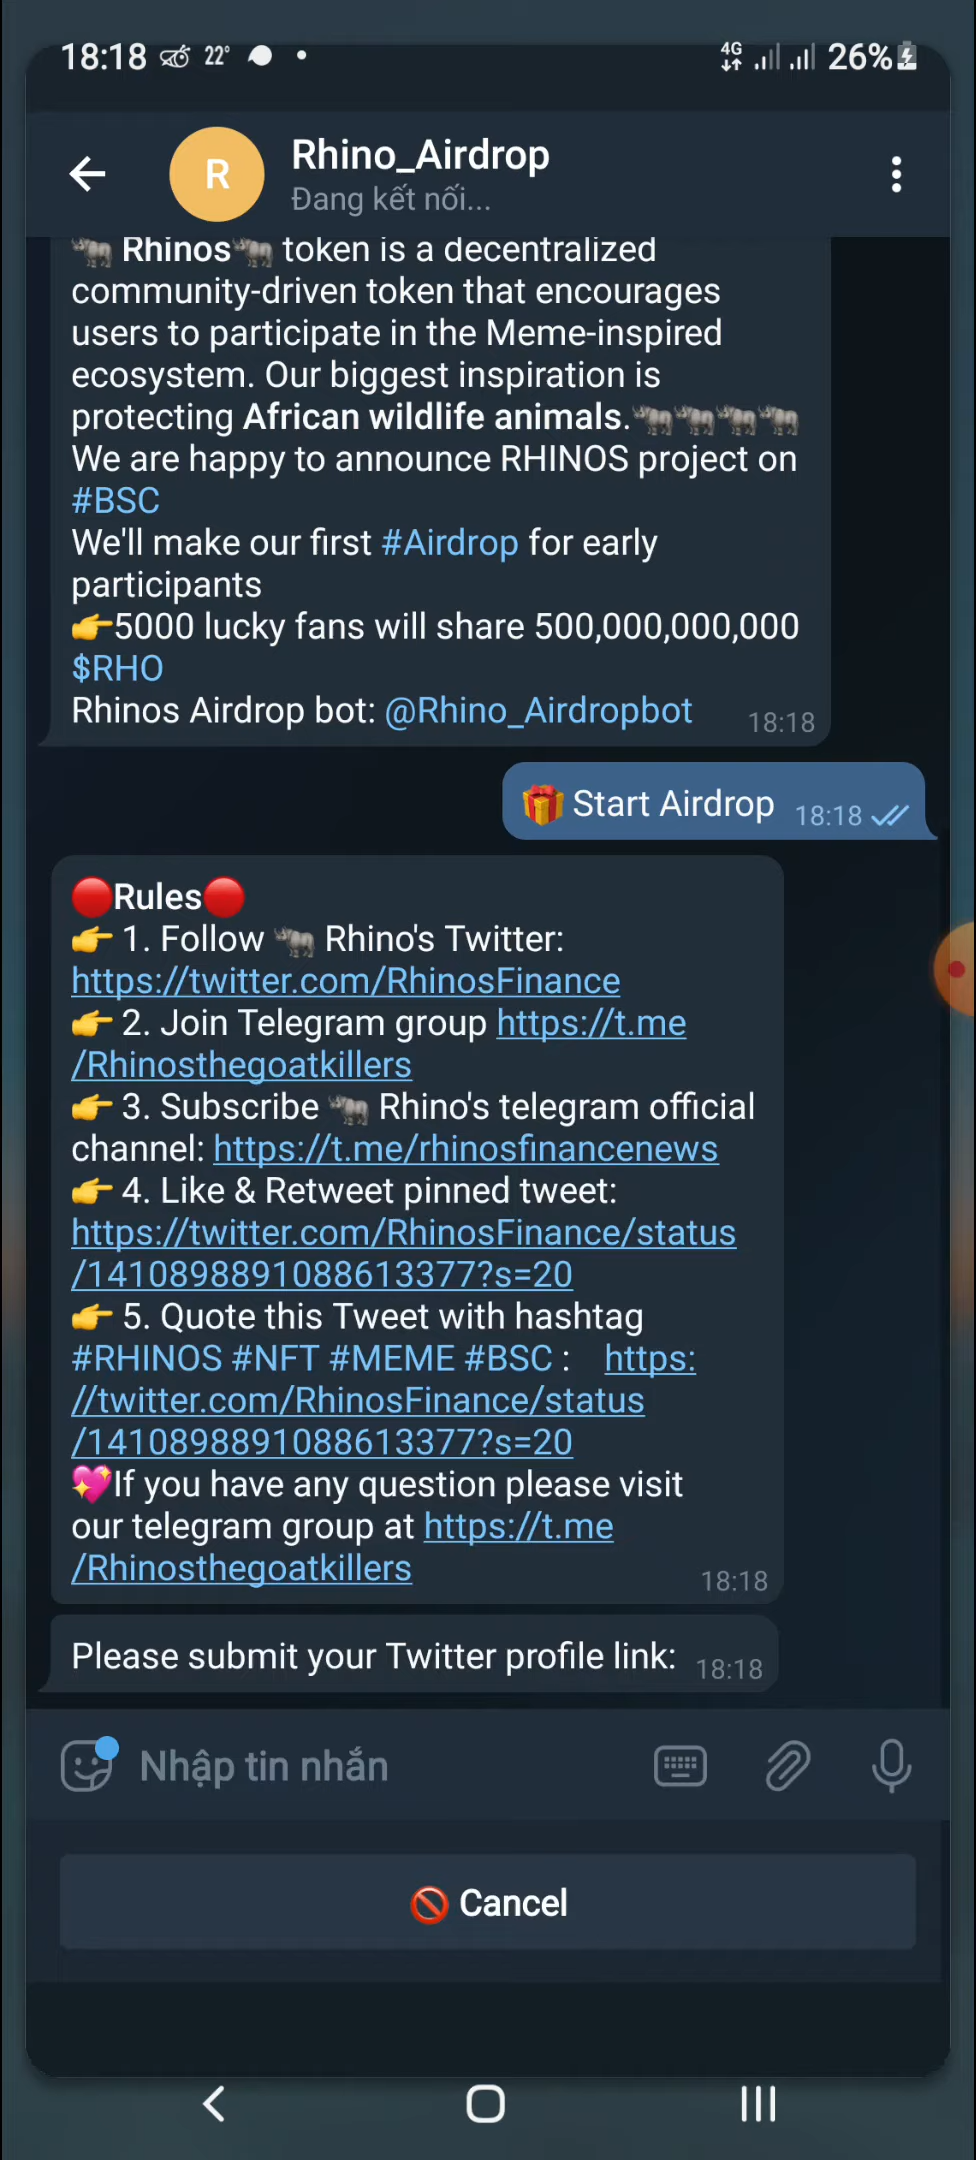 18:18 22° 4G 26%
R Rhino_Airdrop
Đang kết nối...
🦏 Rhinos🦏 token is a decentralized
community-driven token that encourages
users to participate in the Meme-inspired
ecosystem. Our biggest inspiration is
protecting African wildlife animals.🦏🦏🦏🦏
We are happy to announce RHINOS project on
#BSC
We'll make our first #Airdrop for early
participants
👉5000 lucky fans will share 500,000,000,000
$RHO
Rhinos Airdrop bot: @Rhino_Airdropbot 18:18
🎁 Start Airdrop 18:18
🔴Rules🔴
👉 1. Follow 🦏 Rhino's Twitter:
https://twitter.com/RhinosFinance
👉 2. Join Telegram group https://t.me
/Rhinosthegoatkillers
👉 3. Subscribe 🦏 Rhino's telegram official
channel: https://t.me/rhinosfinancenews
👉 4. Like & Retweet pinned tweet:
https://twitter.com/RhinosFinance/status
/1410898891088613377?s=20
👉 5. Quote this Tweet with hashtag
#RHINOS #NFT #MEME #BSC : https:
//twitter.com/RhinosFinance/status
/1410898891088613377?s=20
💖If you have any question please visit
our telegram group at https://t.me
/Rhinosthegoatkillers 18:18
Please submit your Twitter profile link: 18:18
Nhập tin nhắn
🚫 Cancel